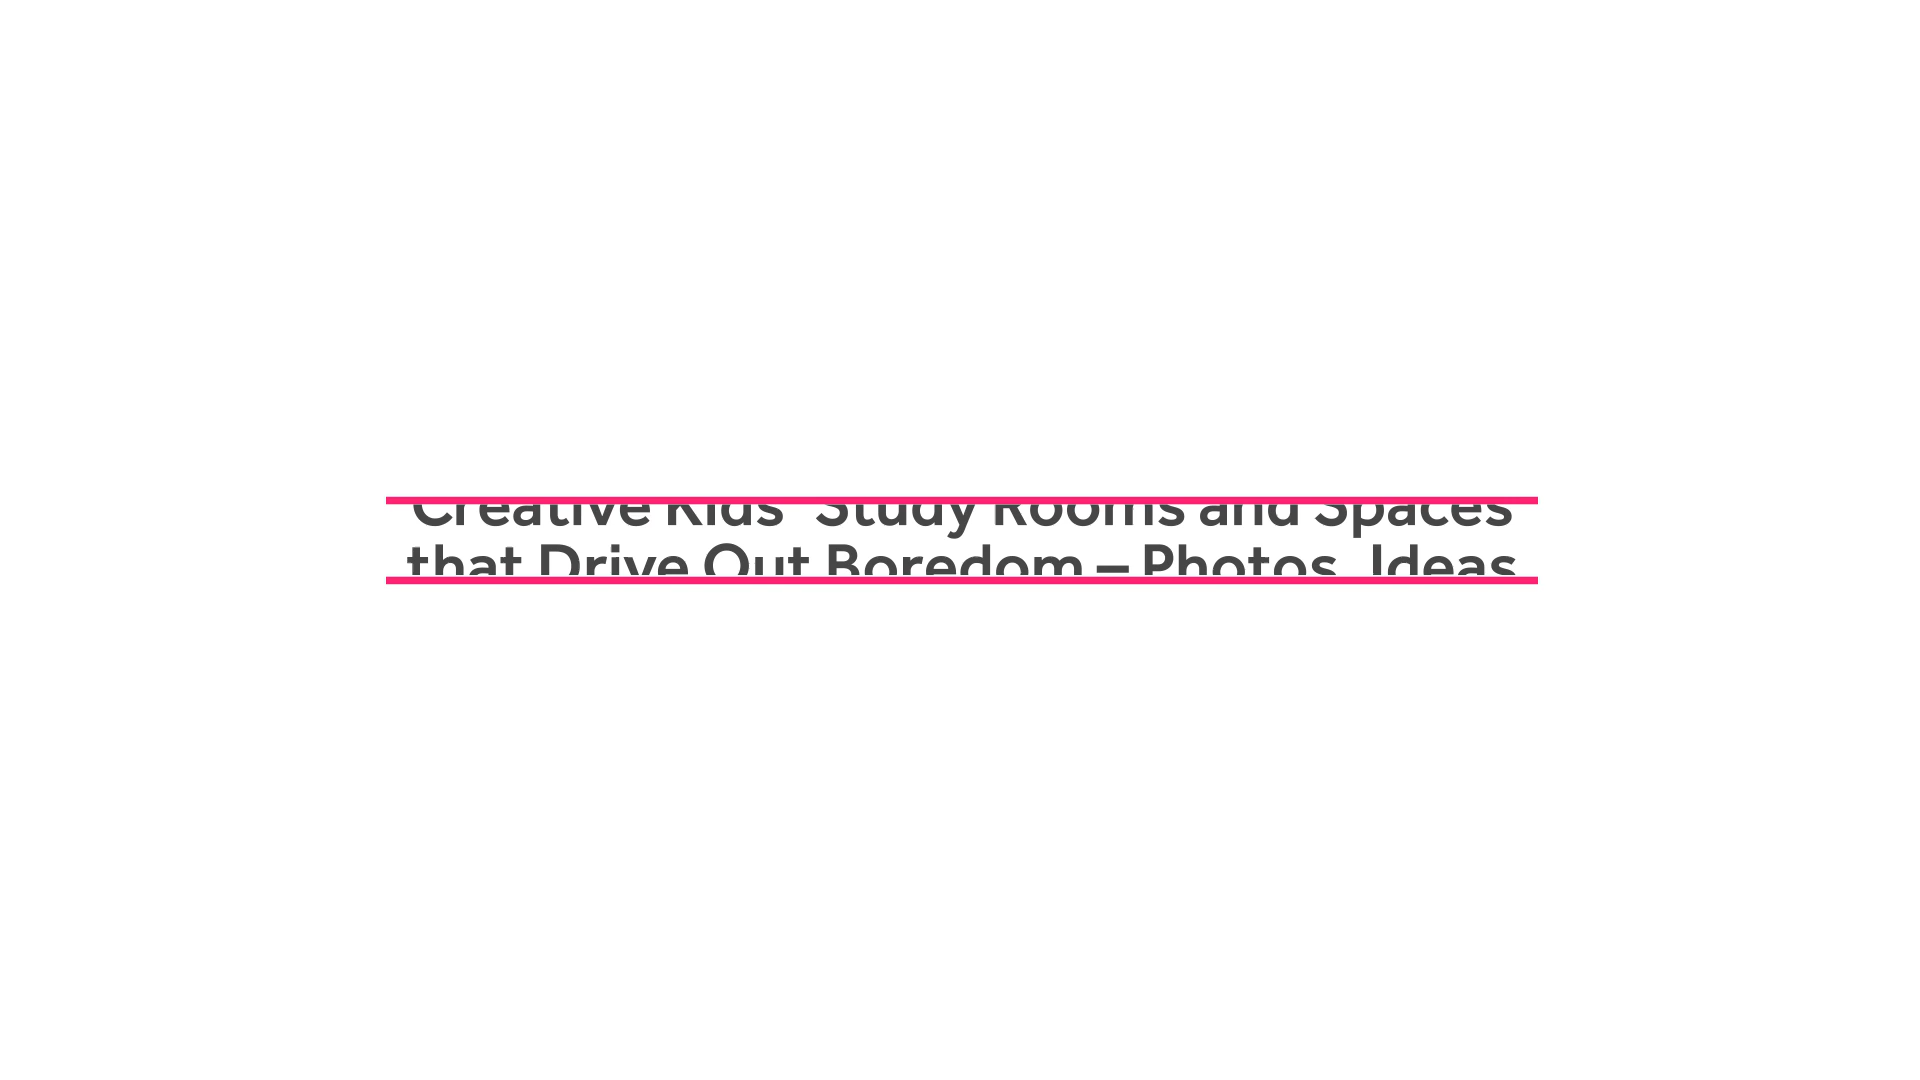 Creative Kids' Study Rooms and Spaces
that Drive Out Boredom – Photos, Ideas